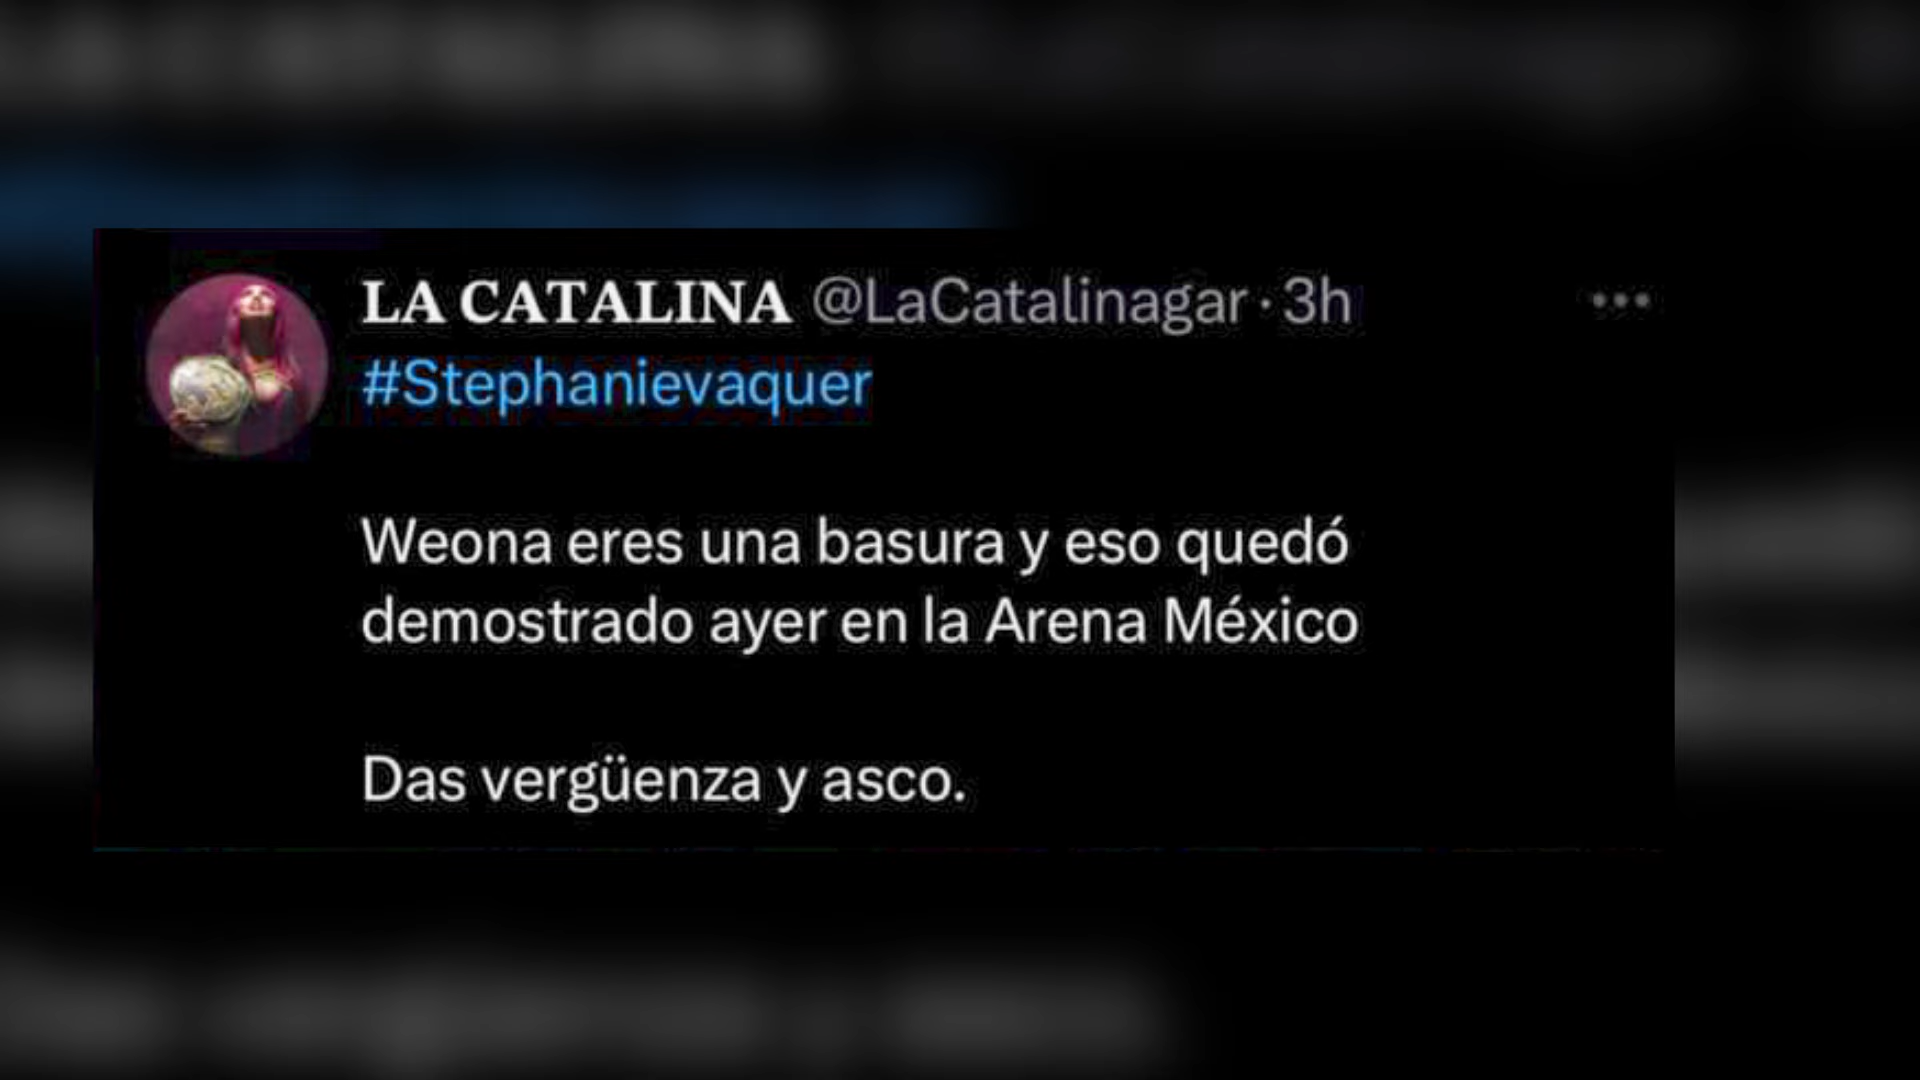 LA CATALINA @LaCatalinagar · 3h
#Stephanievaquer
Weona eres una basura y eso quedó
demostrado ayer en la Arena México
Das vergüenza y asco.